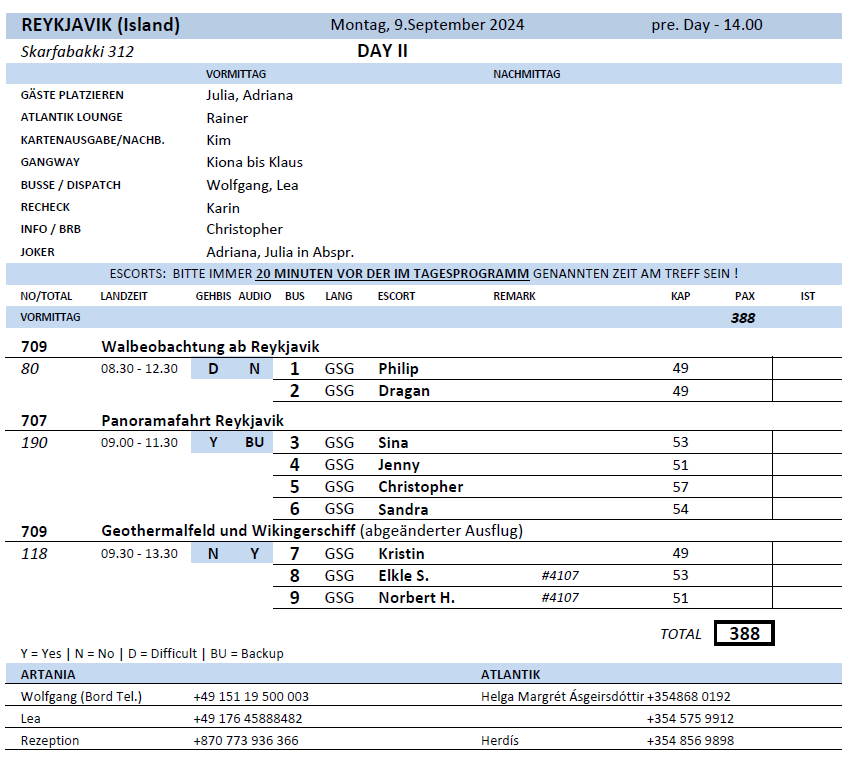 REYKJAVIK (Island) Montag, 9.September 2024 pre. Day - 14.00
Skarfabakki 312 DAY II
VORMITTAG NACHMITTAG
GÄSTE PLATZIEREN Julia, Adriana
ATLANTIK LOUNGE Rainer
KARTENAUSGABE/NACHB. Kim
GANGWAY Kiona bis Klaus
BUSSE / DISPATCH Wolfgang, Lea
RECHECK Karin
INFO / BRB Christopher
JOKER Adriana, Julia in Abspr.
ESCORTS: BITTE IMMER 20 MINUTEN VOR DER IM TAGESPROGRAMM GENANNTEN ZEIT AM TREFF SEIN !
NO/TOTAL LANDZEIT GEHBIS AUDIO BUS LANG ESCORT REMARK KAP PAX IST
VORMITTAG 388
709 Walbeobachtung ab Reykjavik
80 08.30 - 12.30 D N 1 GSG Philip 49
2 GSG Dragan 49
707 Panoramafahrt Reykjavik
190 09.00 - 11.30 Y BU 3 GSG Sina 53
4 GSG Jenny 51
5 GSG Christopher 57
6 GSG Sandra 54
709 Geothermalfeld und Wikingerschiff (abgeänderter Ausflug)
118 09.30 - 13.30 N Y 7 GSG Kristin 49
8 GSG Elkle S. #4107 53
9 GSG Norbert H. #4107 51
TOTAL 388
Y = Yes | N = No | D = Difficult | BU = Backup
ARTANIA ATLANTIK
Wolfgang (Bord Tel.) +49 151 19 500 003 Helga Margrét Ásgeirsdóttir +354868 0192
Lea +49 176 45888482 +354 575 9912
Rezeption +870 773 936 366 Herdís +354 856 9898